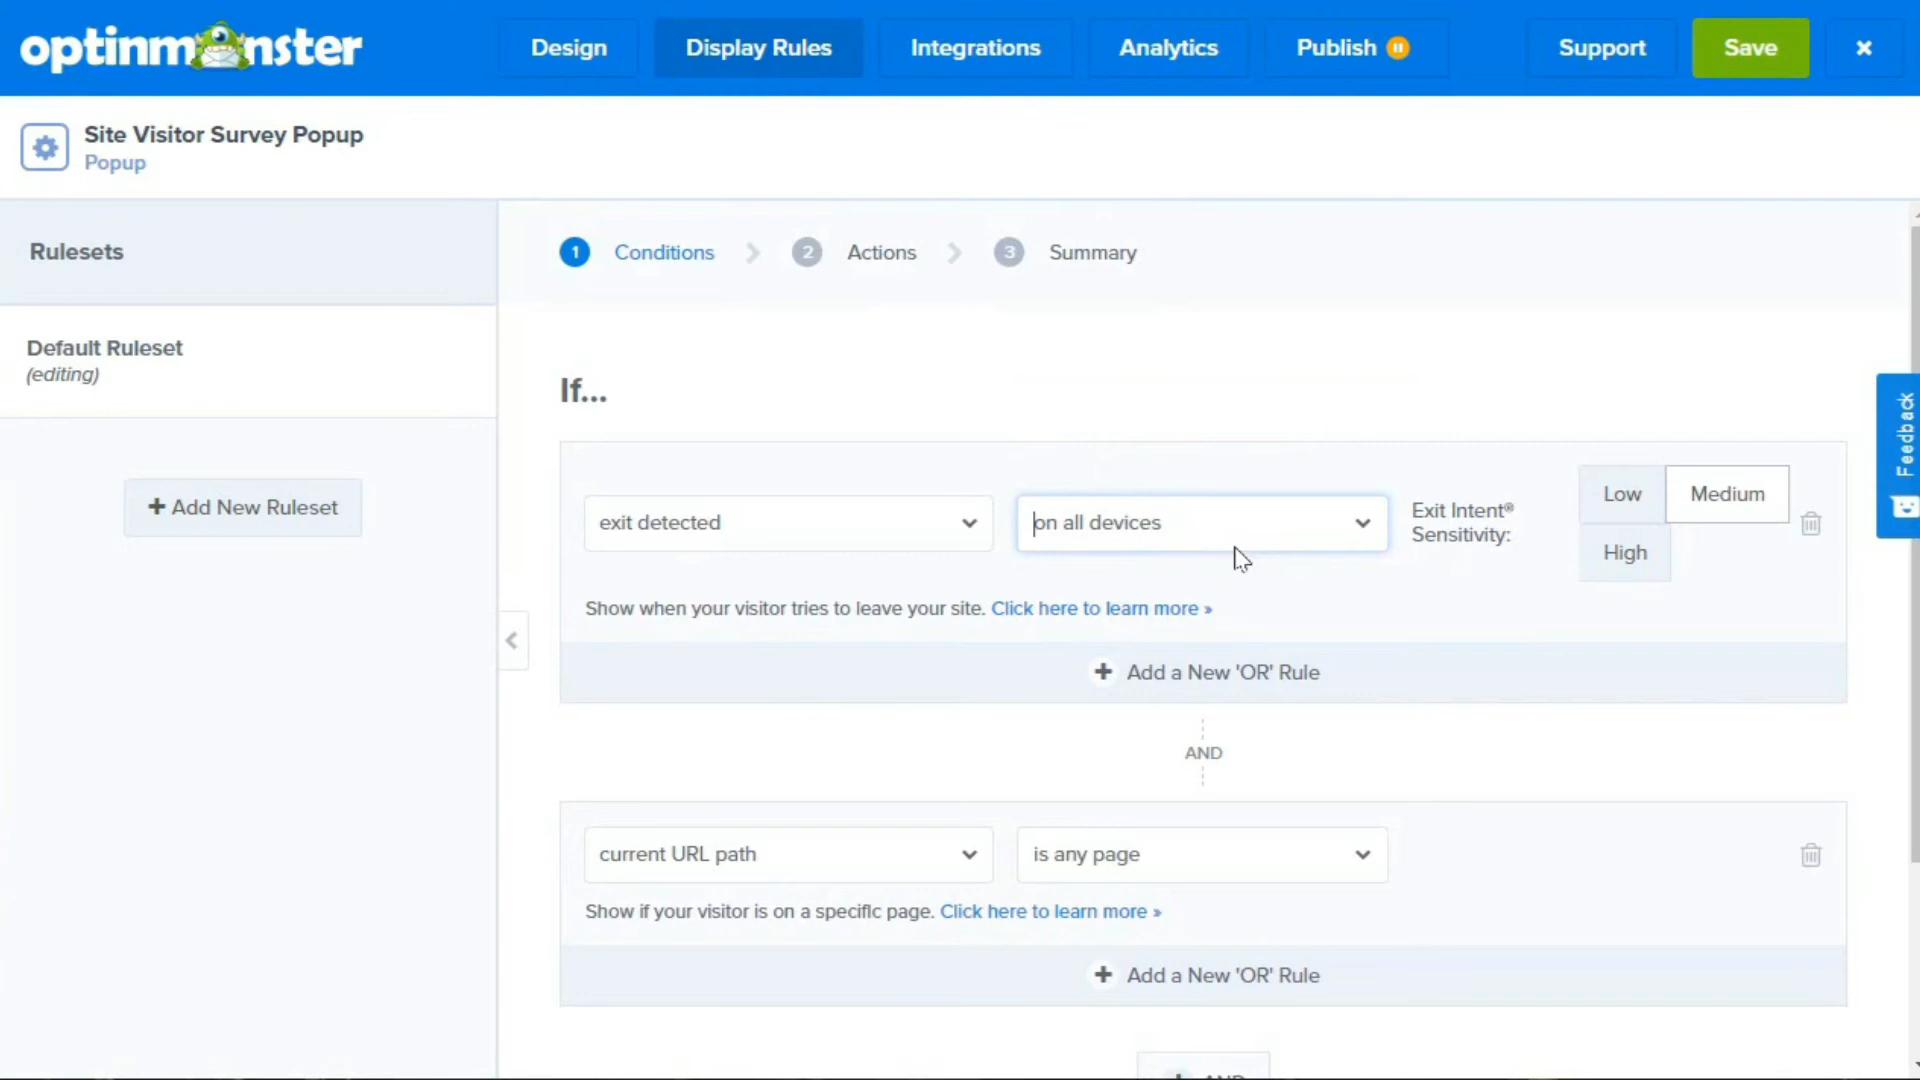 optinmonster
Design
Display Rules
Integrations
Analytics
Publish
Support
Save
Site Visitor Survey Popup
Popup
Rulesets
1 Conditions
2 Actions
3 Summary
Default Ruleset
(editing)
+ Add New Ruleset
If...
exit detected
on all devices
Exit Intent®
Sensitivity:
Low
Medium
High
Show when your visitor tries to leave your site. Click here to learn more »
+ Add a New 'OR' Rule
AND
current URL path
is any page
Show if your visitor is on a specific page. Click here to learn more »
+ Add a New 'OR' Rule
+ AND
Feedback